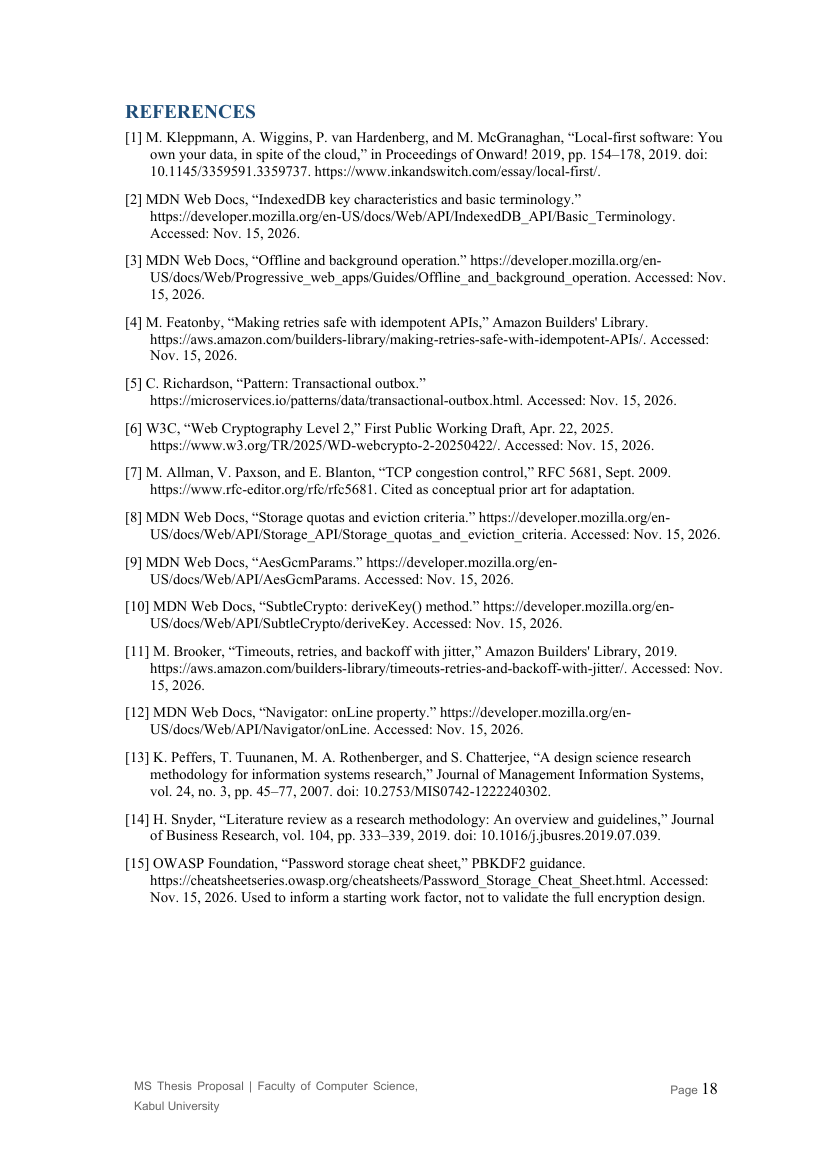 REFERENCES
[1] M. Kleppmann, A. Wiggins, P. van Hardenberg, and M. McGranaghan, “Local-first software: You
own your data, in spite of the cloud,” in Proceedings of Onward! 2019, pp. 154–178, 2019. doi:
10.1145/3359591.3359737. https://www.inkandswitch.com/essay/local-first/.
[2] MDN Web Docs, “IndexedDB key characteristics and basic terminology.”
https://developer.mozilla.org/en-US/docs/Web/API/IndexedDB_API/Basic_Terminology.
Accessed: Nov. 15, 2026.
[3] MDN Web Docs, “Offline and background operation.” https://developer.mozilla.org/en-
US/docs/Web/Progressive_web_apps/Guides/Offline_and_background_operation. Accessed: Nov.
15, 2026.
[4] M. Featonby, “Making retries safe with idempotent APIs,” Amazon Builders' Library.
https://aws.amazon.com/builders-library/making-retries-safe-with-idempotent-APIs/. Accessed:
Nov. 15, 2026.
[5] C. Richardson, “Pattern: Transactional outbox.”
https://microservices.io/patterns/data/transactional-outbox.html. Accessed: Nov. 15, 2026.
[6] W3C, “Web Cryptography Level 2,” First Public Working Draft, Apr. 22, 2025.
https://www.w3.org/TR/2025/WD-webcrypto-2-20250422/. Accessed: Nov. 15, 2026.
[7] M. Allman, V. Paxson, and E. Blanton, “TCP congestion control,” RFC 5681, Sept. 2009.
https://www.rfc-editor.org/rfc/rfc5681. Cited as conceptual prior art for adaptation.
[8] MDN Web Docs, “Storage quotas and eviction criteria.” https://developer.mozilla.org/en-
US/docs/Web/API/Storage_API/Storage_quotas_and_eviction_criteria. Accessed: Nov. 15, 2026.
[9] MDN Web Docs, “AesGcmParams.” https://developer.mozilla.org/en-
US/docs/Web/API/AesGcmParams. Accessed: Nov. 15, 2026.
[10] MDN Web Docs, “SubtleCrypto: deriveKey() method.” https://developer.mozilla.org/en-
US/docs/Web/API/SubtleCrypto/deriveKey. Accessed: Nov. 15, 2026.
[11] M. Brooker, “Timeouts, retries, and backoff with jitter,” Amazon Builders' Library, 2019.
https://aws.amazon.com/builders-library/timeouts-retries-and-backoff-with-jitter/. Accessed: Nov.
15, 2026.
[12] MDN Web Docs, “Navigator: onLine property.” https://developer.mozilla.org/en-
US/docs/Web/API/Navigator/onLine. Accessed: Nov. 15, 2026.
[13] K. Peffers, T. Tuunanen, M. A. Rothenberger, and S. Chatterjee, “A design science research
methodology for information systems research,” Journal of Management Information Systems,
vol. 24, no. 3, pp. 45–77, 2007. doi: 10.2753/MIS0742-1222240302.
[14] H. Snyder, “Literature review as a research methodology: An overview and guidelines,” Journal
of Business Research, vol. 104, pp. 333–339, 2019. doi: 10.1016/j.jbusres.2019.07.039.
[15] OWASP Foundation, “Password storage cheat sheet,” PBKDF2 guidance.
https://cheatsheetseries.owasp.org/cheatsheets/Password_Storage_Cheat_Sheet.html. Accessed:
Nov. 15, 2026. Used to inform a starting work factor, not to validate the full encryption design.
MS Thesis Proposal | Faculty of Computer Science,
Kabul University
Page 18